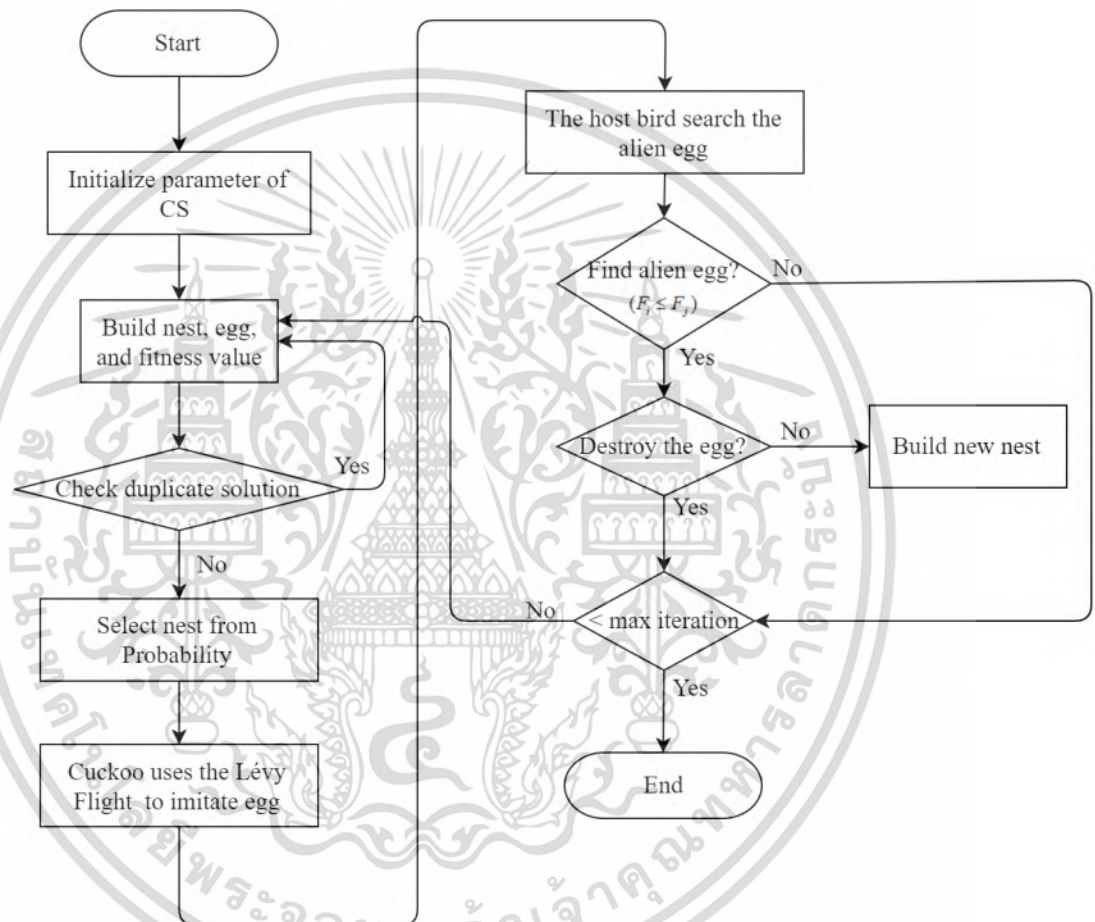 Start
Initialize parameter of
CS
Build nest, egg,
and fitness value
Check duplicate solution
Yes
No
Select nest from
Probability
Cuckoo uses the Lévy
Flight to imitate egg
The host bird search the
alien egg
Find alien egg?
(F_i ≤ F_j)
No
Yes
Destroy the egg?
No
Build new nest
Yes
< max iteration
No
Yes
End